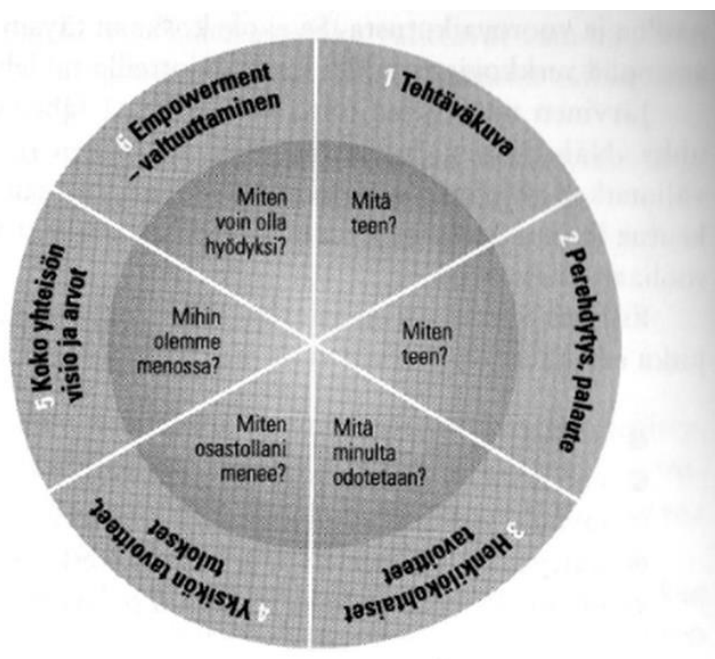 1 Tehtäväkuva
Mitä
teen?
2 Perehdytys, palaute
Miten
teen?
3 Henkilökohtaiset
tavoitteet
Mitä
minulta
odotetaan?
4 Yksikön tavoitteet,
tulokset
Miten
osastollani
menee?
5 Koko yhteisön
visio ja arvot
Mihin
olemme
menossa?
6 Empowerment
– valtuuttaminen
Miten
voin olla
hyödyksi?